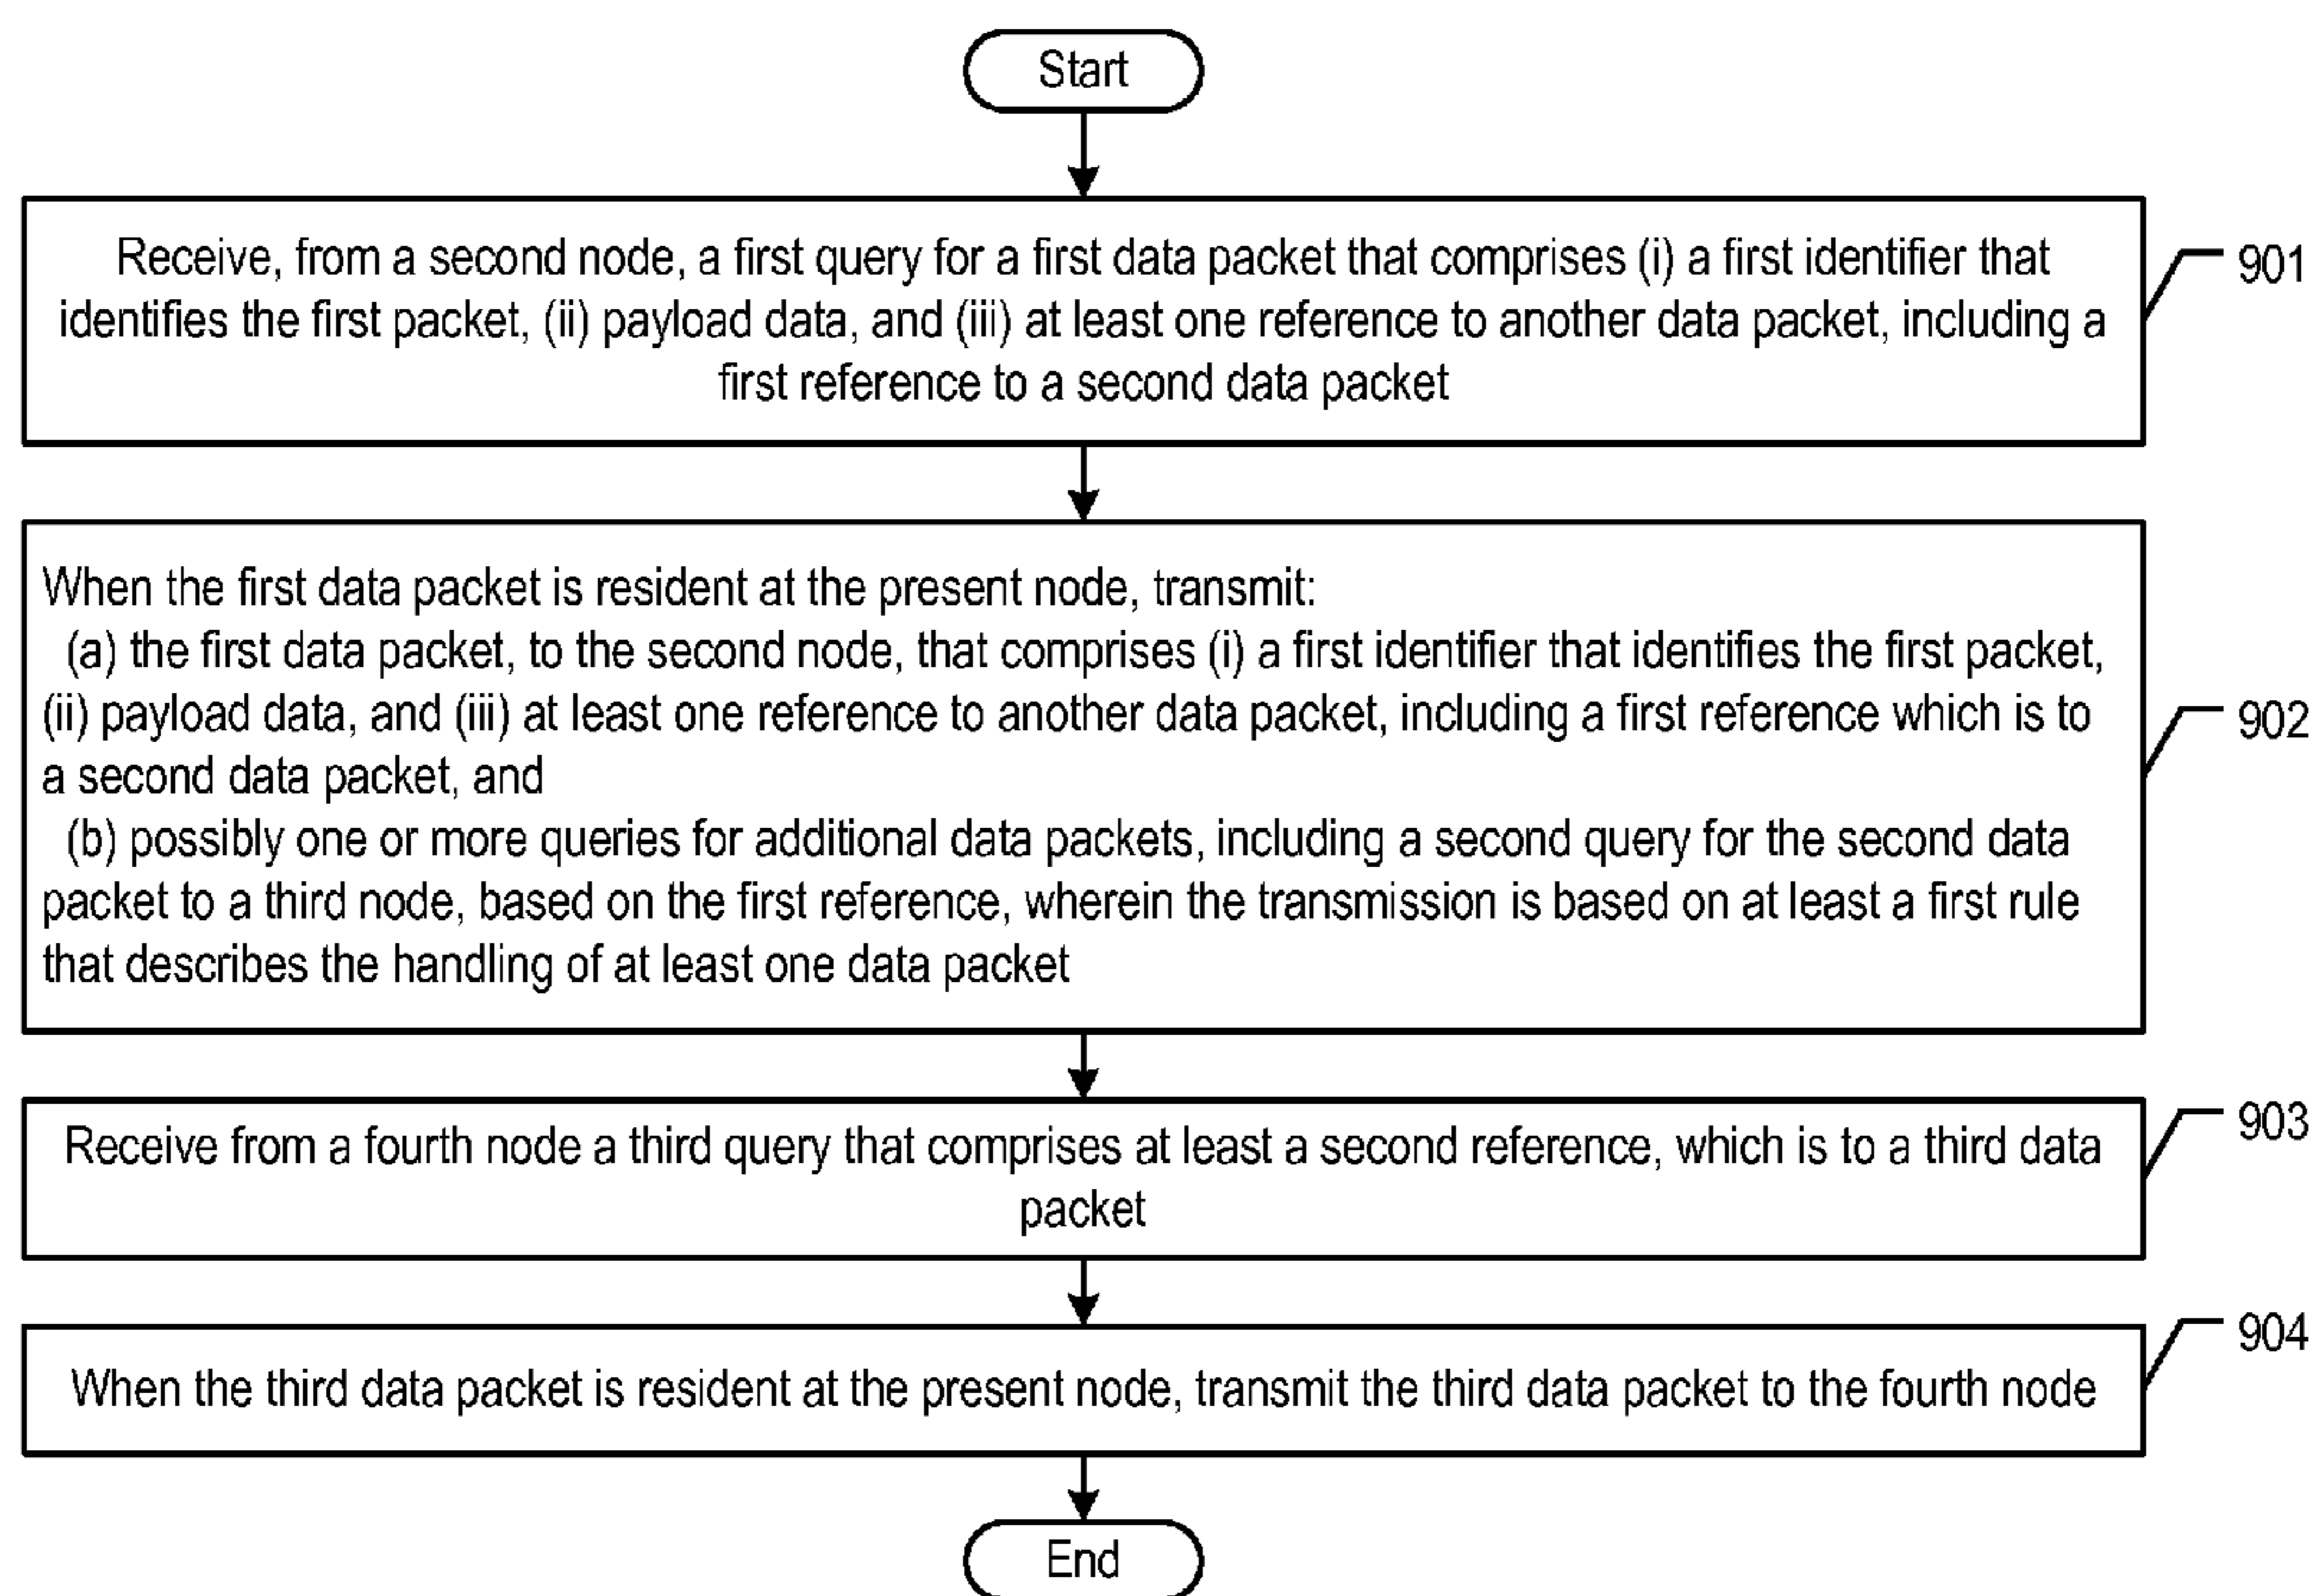 Start
Receive, from a second node, a first query for a first data packet that comprises (i) a first identifier that
identifies the first packet, (ii) payload data, and (iii) at least one reference to another data packet, including a
first reference to a second data packet
901
When the first data packet is resident at the present node, transmit:
(a) the first data packet, to the second node, that comprises (i) a first identifier that identifies the first packet,
(ii) payload data, and (iii) at least one reference to another data packet, including a first reference which is to
a second data packet, and
(b) possibly one or more queries for additional data packets, including a second query for the second data
packet to a third node, based on the first reference, wherein the transmission is based on at least a first rule
that describes the handling of at least one data packet
902
Receive from a fourth node a third query that comprises at least a second reference, which is to a third data
packet
903
When the third data packet is resident at the present node, transmit the third data packet to the fourth node
904
End